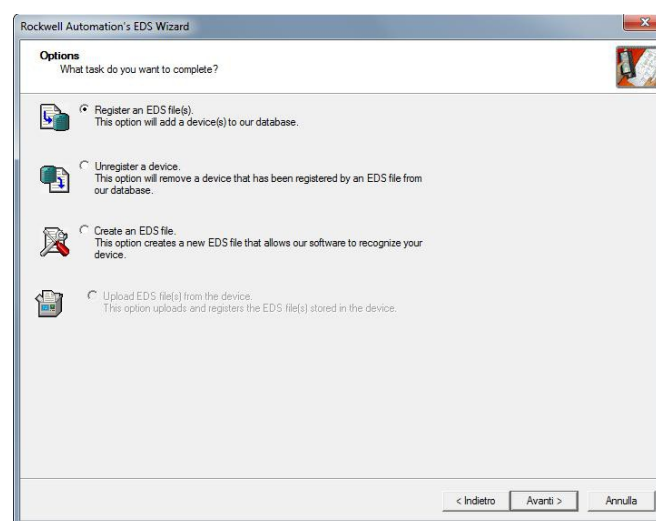 Rockwell Automation's EDS Wizard
Options
What task do you want to complete?
Register an EDS file(s).
This option will add a device(s) to our database.
Unregister a device.
This option will remove a device that has been registered by an EDS file from
our database.
Create an EDS file.
This option creates a new EDS file that allows our software to recognize your
device.
Upload EDS file(s) from the device.
This option uploads and registers the EDS file(s) stored in the device.
< Indietro
Avanti >
Annulla